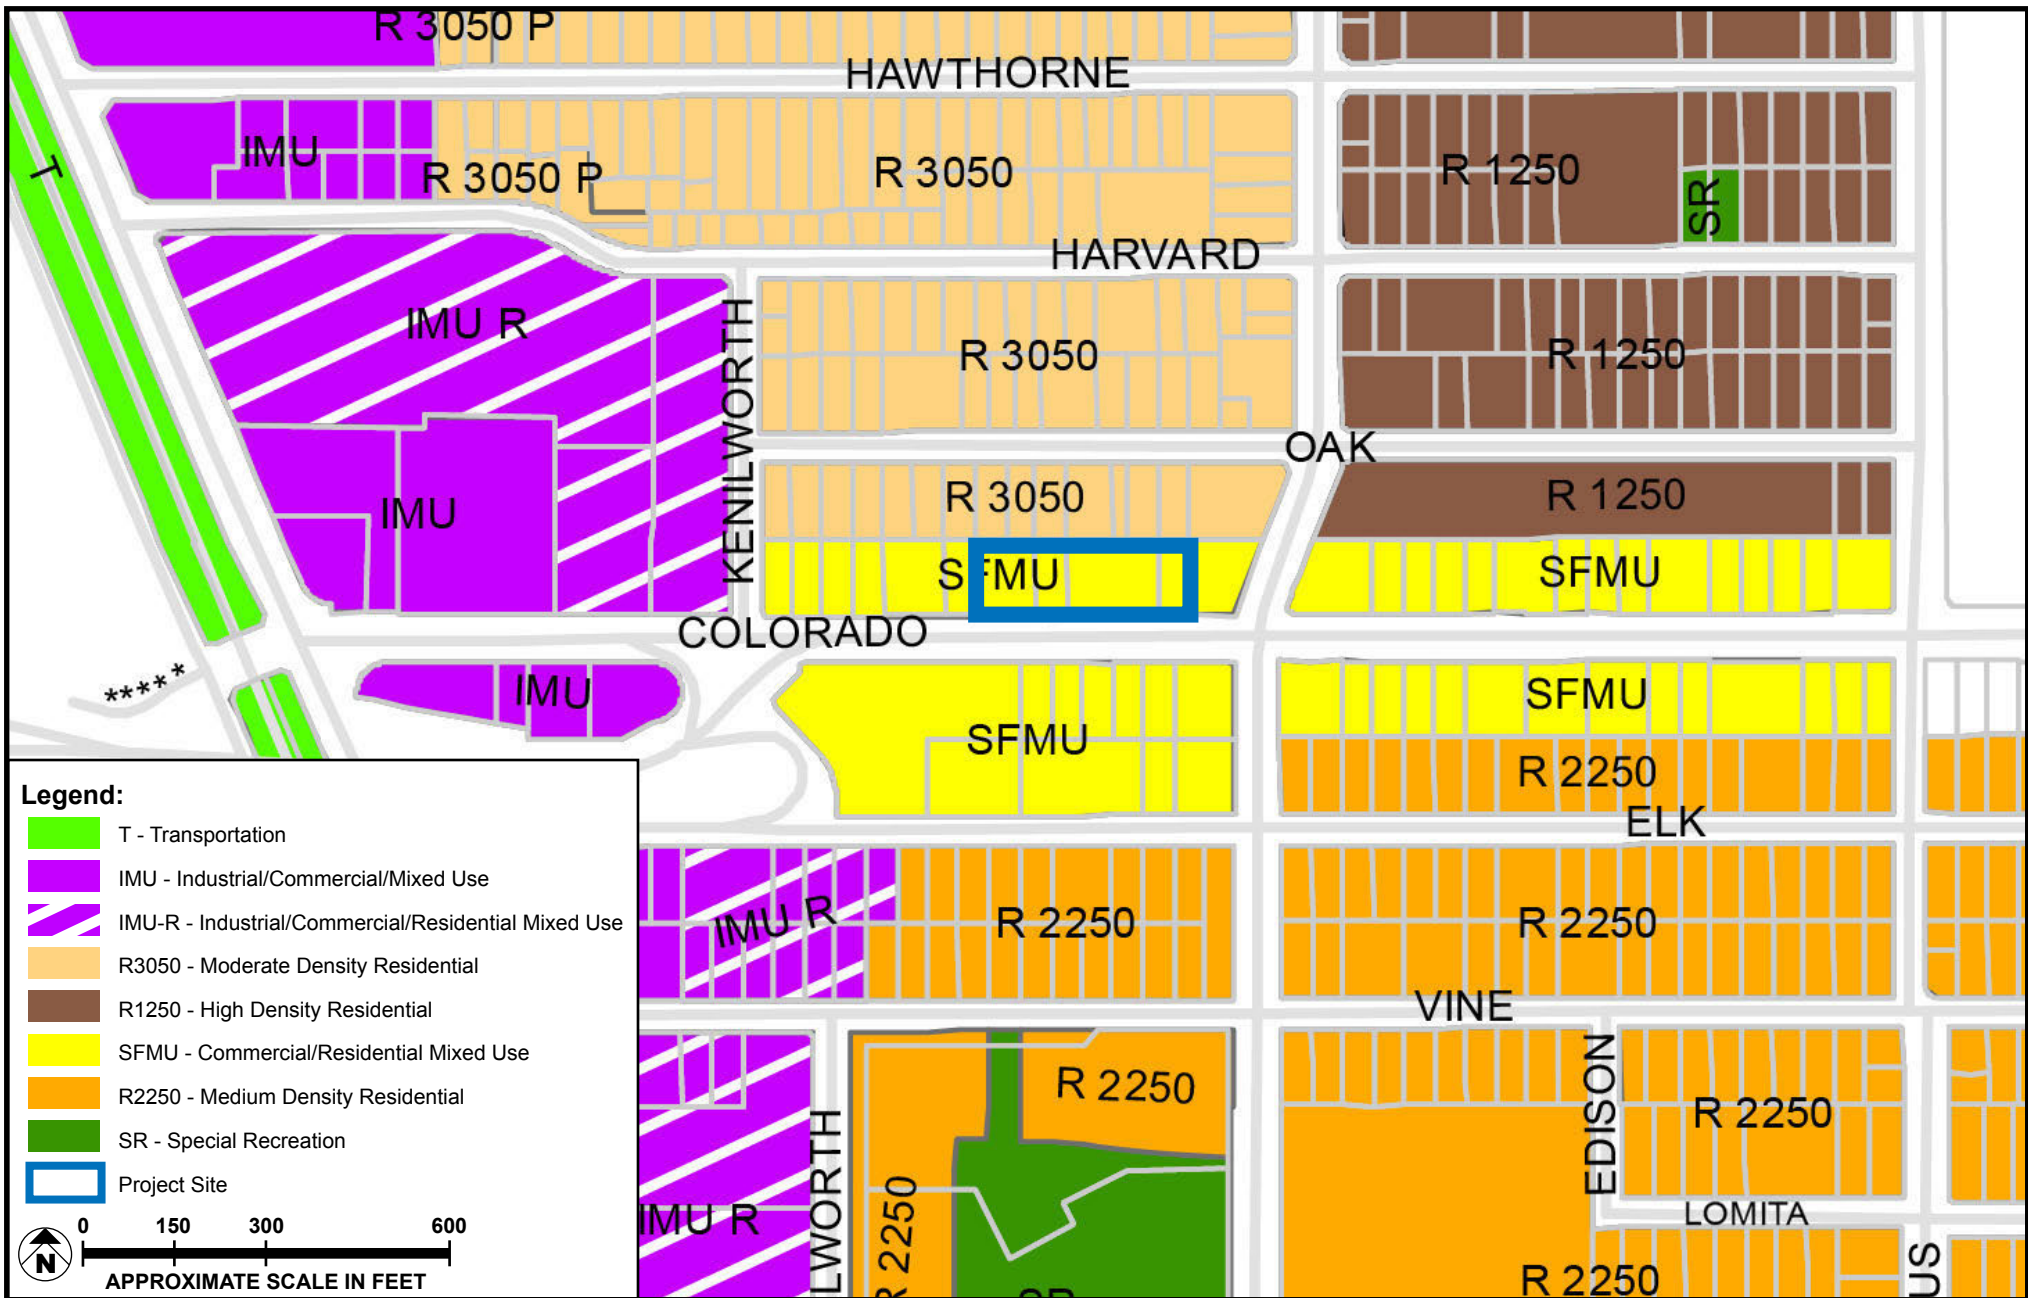 R 3050 P
HAWTHORNE
IMU
R 3050 P
R 3050
R 1250
SR
T
HARVARD
IMU R
KENILWORTH
R 3050
R 1250
OAK
IMU
R 3050
R 1250
SFMU
SFMU
COLORADO
*****
IMU
SFMU
SFMU
R 2250
ELK
IMU R
R 2250
R 2250
VINE
EDISON
R 2250
R 2250
LWORTH
R 2250
LOMITA
IMU R
SR
R 2250
US
Legend:
T - Transportation
IMU - Industrial/Commercial/Mixed Use
IMU-R - Industrial/Commercial/Residential Mixed Use
R3050 - Moderate Density Residential
R1250 - High Density Residential
SFMU - Commercial/Residential Mixed Use
R2250 - Medium Density Residential
SR - Special Recreation
Project Site
N
0 150 300 600
APPROXIMATE SCALE IN FEET